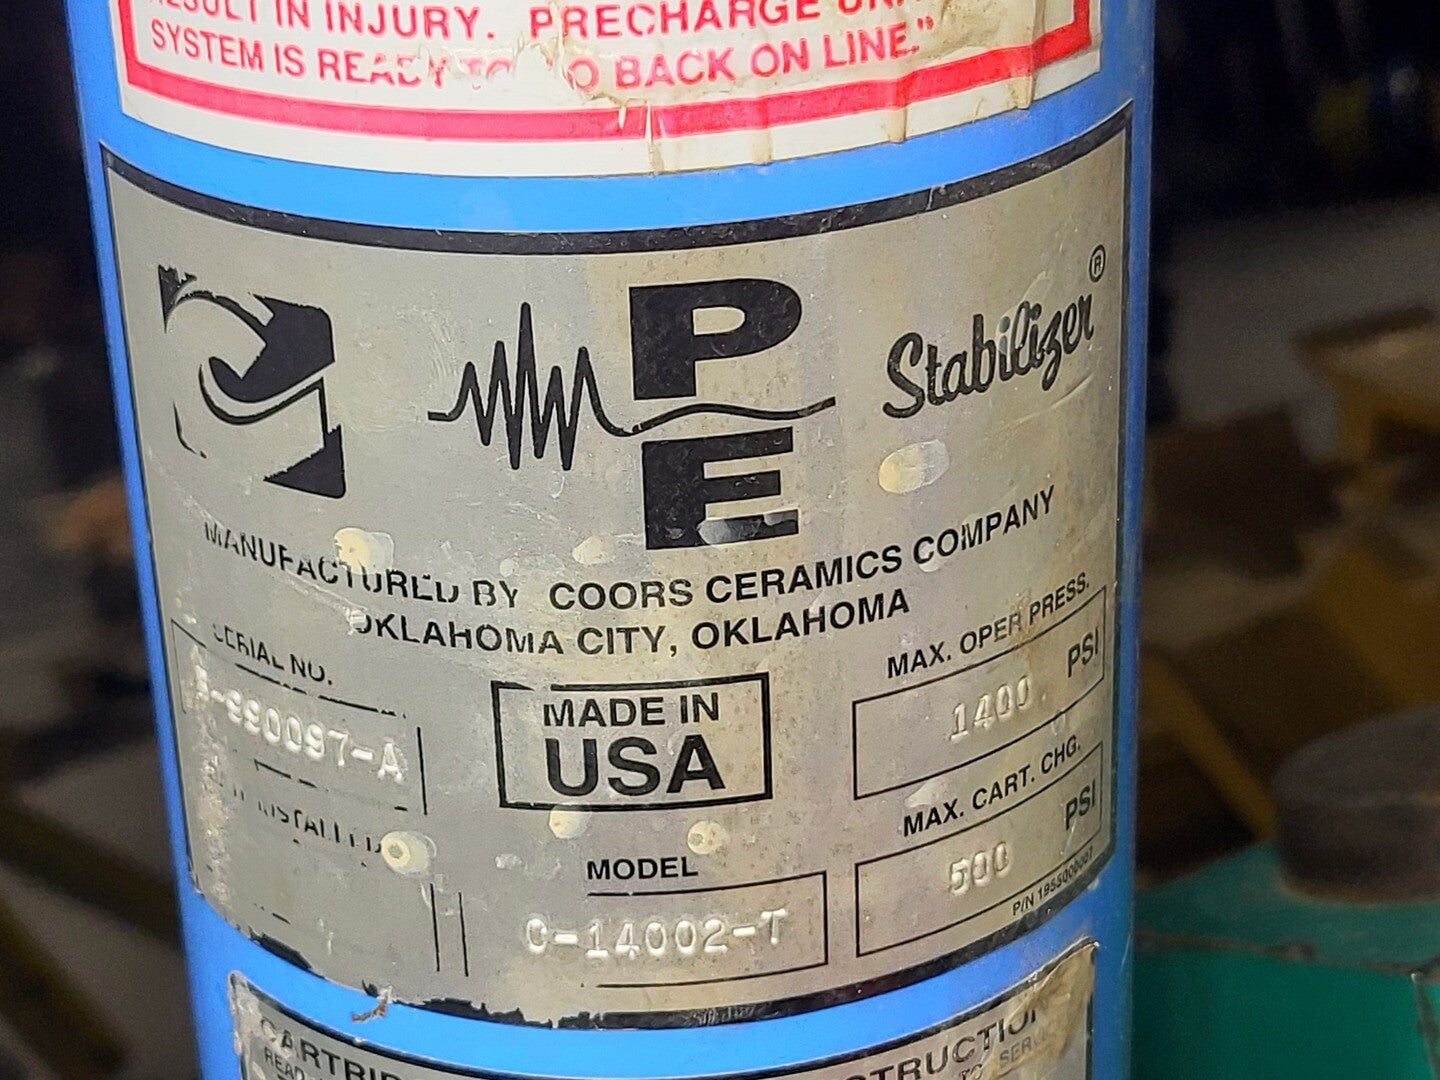 RESULT IN INJURY. PRECHARGE
SYSTEM IS READY TO GO BACK ON LINE."
P
E
Stabilizer®
MANUFACTURED BY COORS CERAMICS COMPANY
OKLAHOMA CITY, OKLAHOMA
SERIAL NO.
-990097-A
MADE IN
USA
MAX. OPER PRESS.
1400 PSI
MAX. CART. CHG.
500 PSI
MODEL
C-14002-T
P/N 1955000001